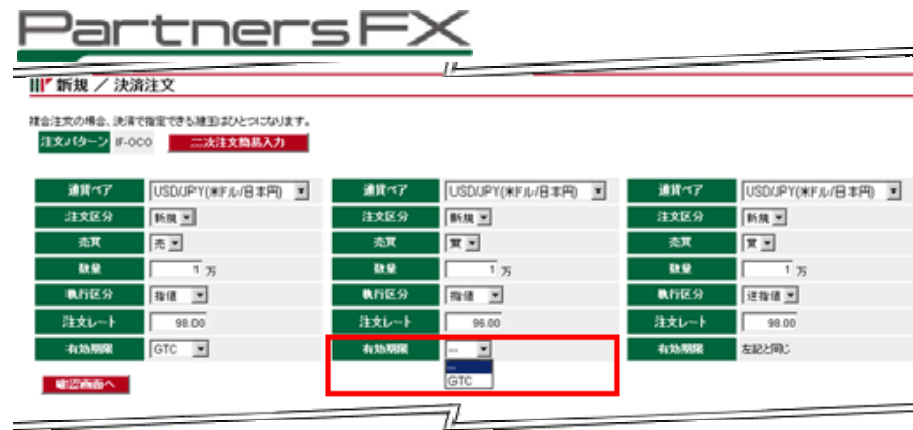 PartnersFX
新規 / 決済注文
複合注文の場合、決済で指定できる建玉はひとつになります。
注文パターン IF-OCO 二次注文簡易入力
通貨ペア USD/JPY(米ドル/日本円) 通貨ペア USD/JPY(米ドル/日本円) 通貨ペア USD/JPY(米ドル/日本円)
注文区分 新規 注文区分 新規 注文区分 新規
売買 売 売買 買 売買 買
数量 1 万 数量 1 万 数量 1 万
執行区分 指値 執行区分 指値 執行区分 逆指値
注文レート 98.00 注文レート 96.00 注文レート 98.00
有効期限 GTC 有効期限 -- 有効期限 左記と同じ
--
GTC
確認画面へ